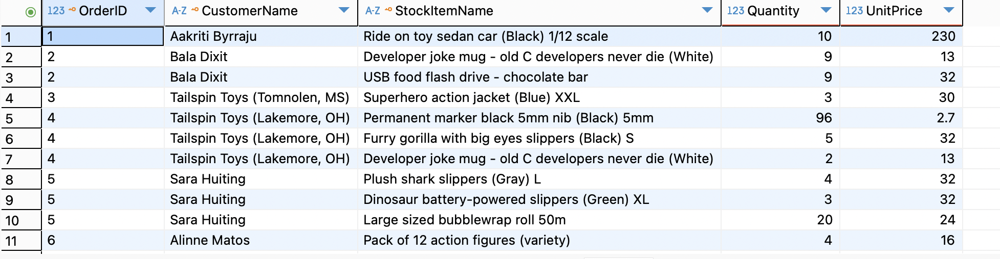 123 OrderID A-Z CustomerName A-Z StockItemName 123 Quantity 123 UnitPrice
1 1 Aakriti Byrraju Ride on toy sedan car (Black) 1/12 scale 10 230
2 2 Bala Dixit Developer joke mug - old C developers never die (White) 9 13
3 2 Bala Dixit USB food flash drive - chocolate bar 9 32
4 3 Tailspin Toys (Tomnolen, MS) Superhero action jacket (Blue) XXL 3 30
5 4 Tailspin Toys (Lakemore, OH) Permanent marker black 5mm nib (Black) 5mm 96 2.7
6 4 Tailspin Toys (Lakemore, OH) Furry gorilla with big eyes slippers (Black) S 5 32
7 4 Tailspin Toys (Lakemore, OH) Developer joke mug - old C developers never die (White) 2 13
8 5 Sara Huiting Plush shark slippers (Gray) L 4 32
9 5 Sara Huiting Dinosaur battery-powered slippers (Green) XL 3 32
10 5 Sara Huiting Large sized bubblewrap roll 50m 20 24
11 6 Alinne Matos Pack of 12 action figures (variety) 4 16